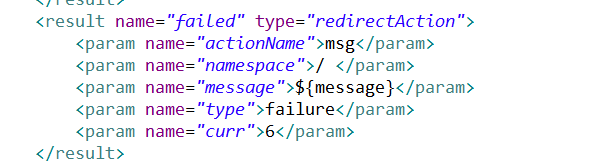 </result>
<result name="failed" type="redirectAction">
<param name="actionName">msg</param>
<param name="namespace">/ </param>
<param name="message">${message}</param>
<param name="type">failure</param>
<param name="curr">6</param>
</result>